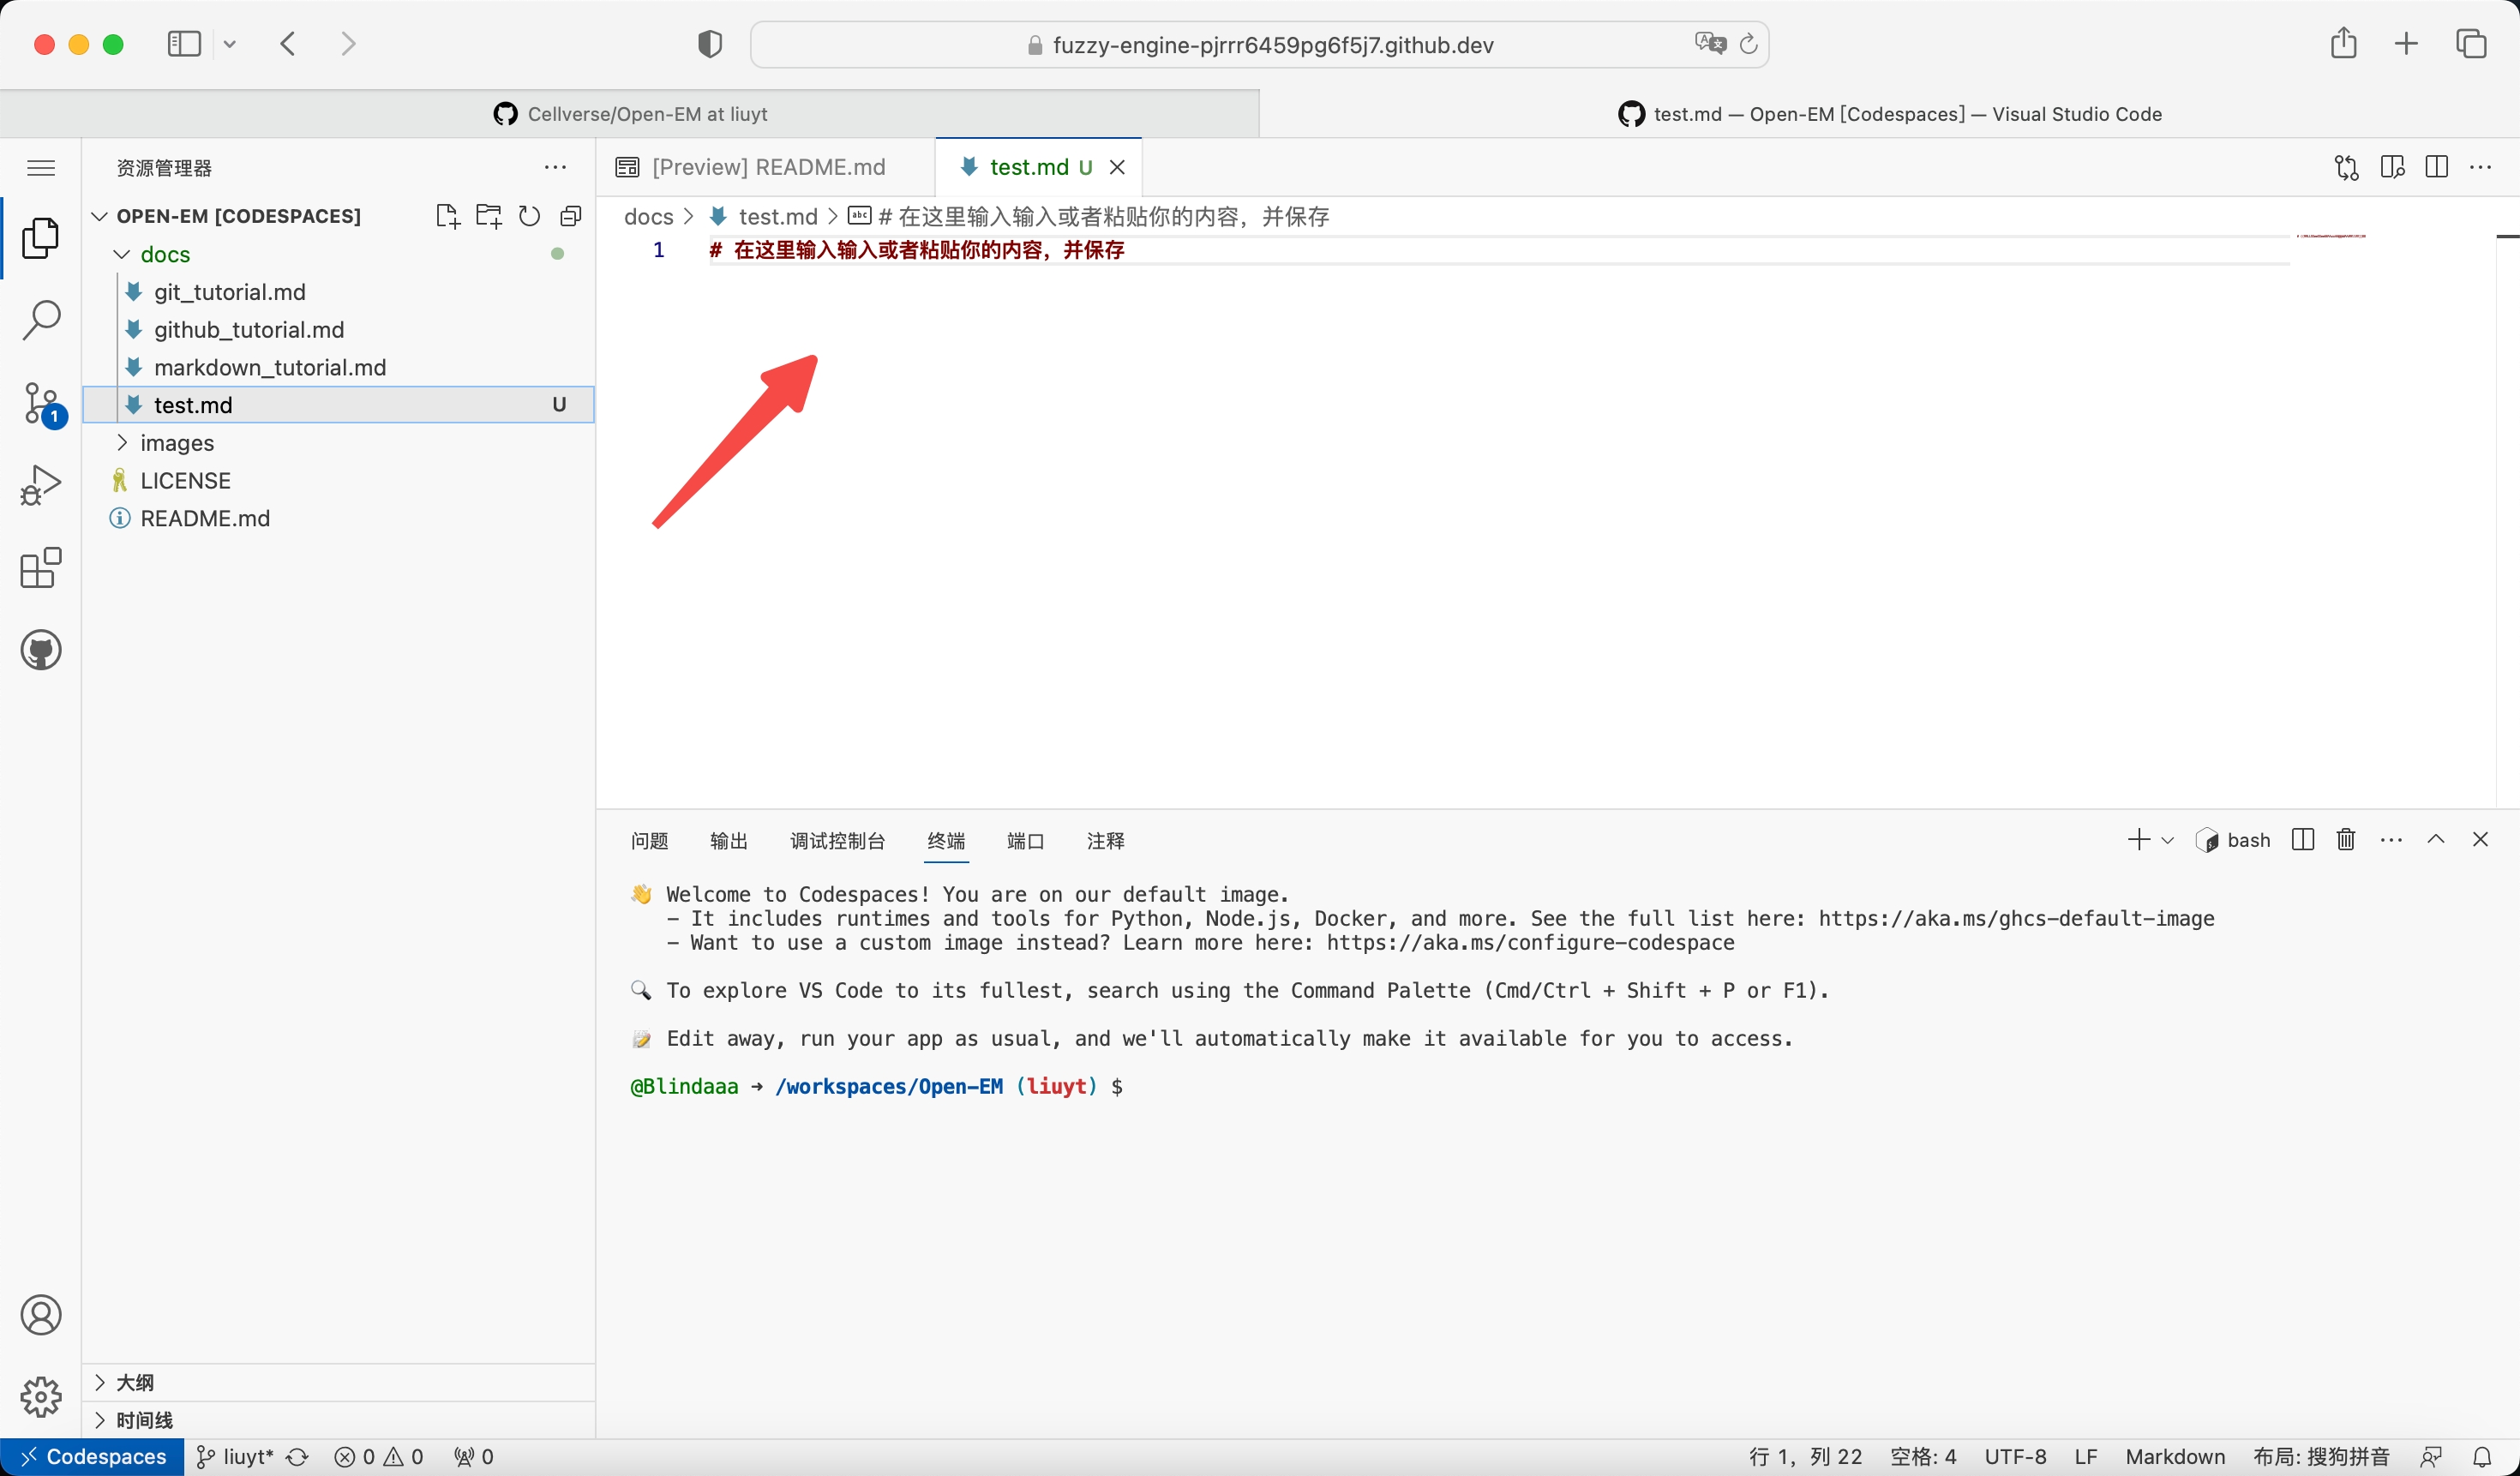 fuzzy-engine-pjrrr6459pg6f5j7.github.dev
Cellverse/Open-EM at liuyt
test.md — Open-EM [Codespaces] — Visual Studio Code
资源管理器
OPEN-EM [CODESPACES]
docs
git_tutorial.md
github_tutorial.md
markdown_tutorial.md
test.md U
images
LICENSE
README.md
大纲
时间线
[Preview] README.md
test.md U
docs > test.md > abc # 在这里输入输入或者粘贴你的内容，并保存
1 # 在这里输入输入或者粘贴你的内容，并保存
1
问题 输出 调试控制台 终端 端口 注释
bash
👋 Welcome to Codespaces! You are on our default image.
- It includes runtimes and tools for Python, Node.js, Docker, and more. See the full list here: https://aka.ms/ghcs-default-image
- Want to use a custom image instead? Learn more here: https://aka.ms/configure-codespace
🔍 To explore VS Code to its fullest, search using the Command Palette (Cmd/Ctrl + Shift + P or F1).
📝 Edit away, run your app as usual, and we'll automatically make it available for you to access.
@Blindaaa → /workspaces/Open-EM (liuyt) $
Codespaces liuyt* 0 0 0
行 1，列 22 空格: 4 UTF-8 LF Markdown 布局: 搜狗拼音